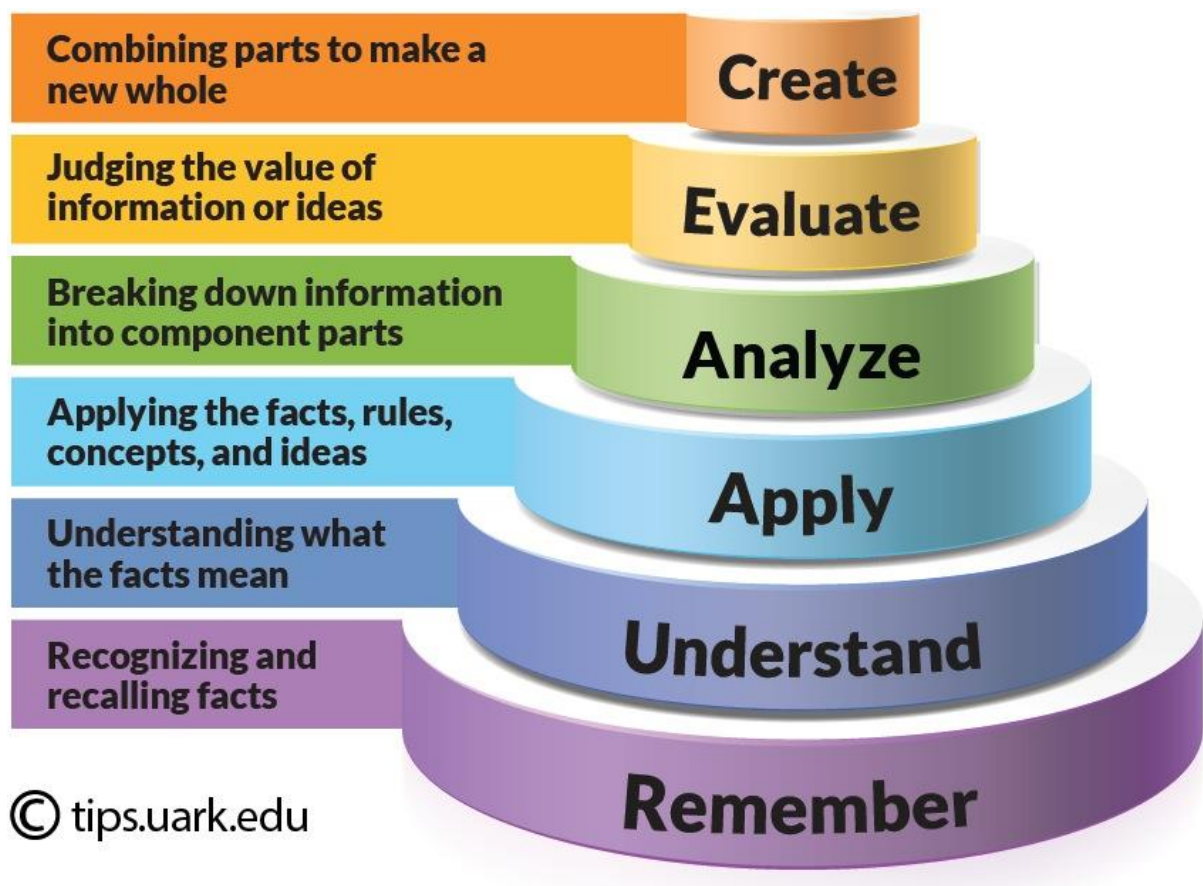 Combining parts to make a
new whole
Create
Judging the value of
information or ideas
Evaluate
Breaking down information
into component parts
Analyze
Applying the facts, rules,
concepts, and ideas
Apply
Understanding what
the facts mean
Understand
Recognizing and
recalling facts
Remember
© tips.uark.edu